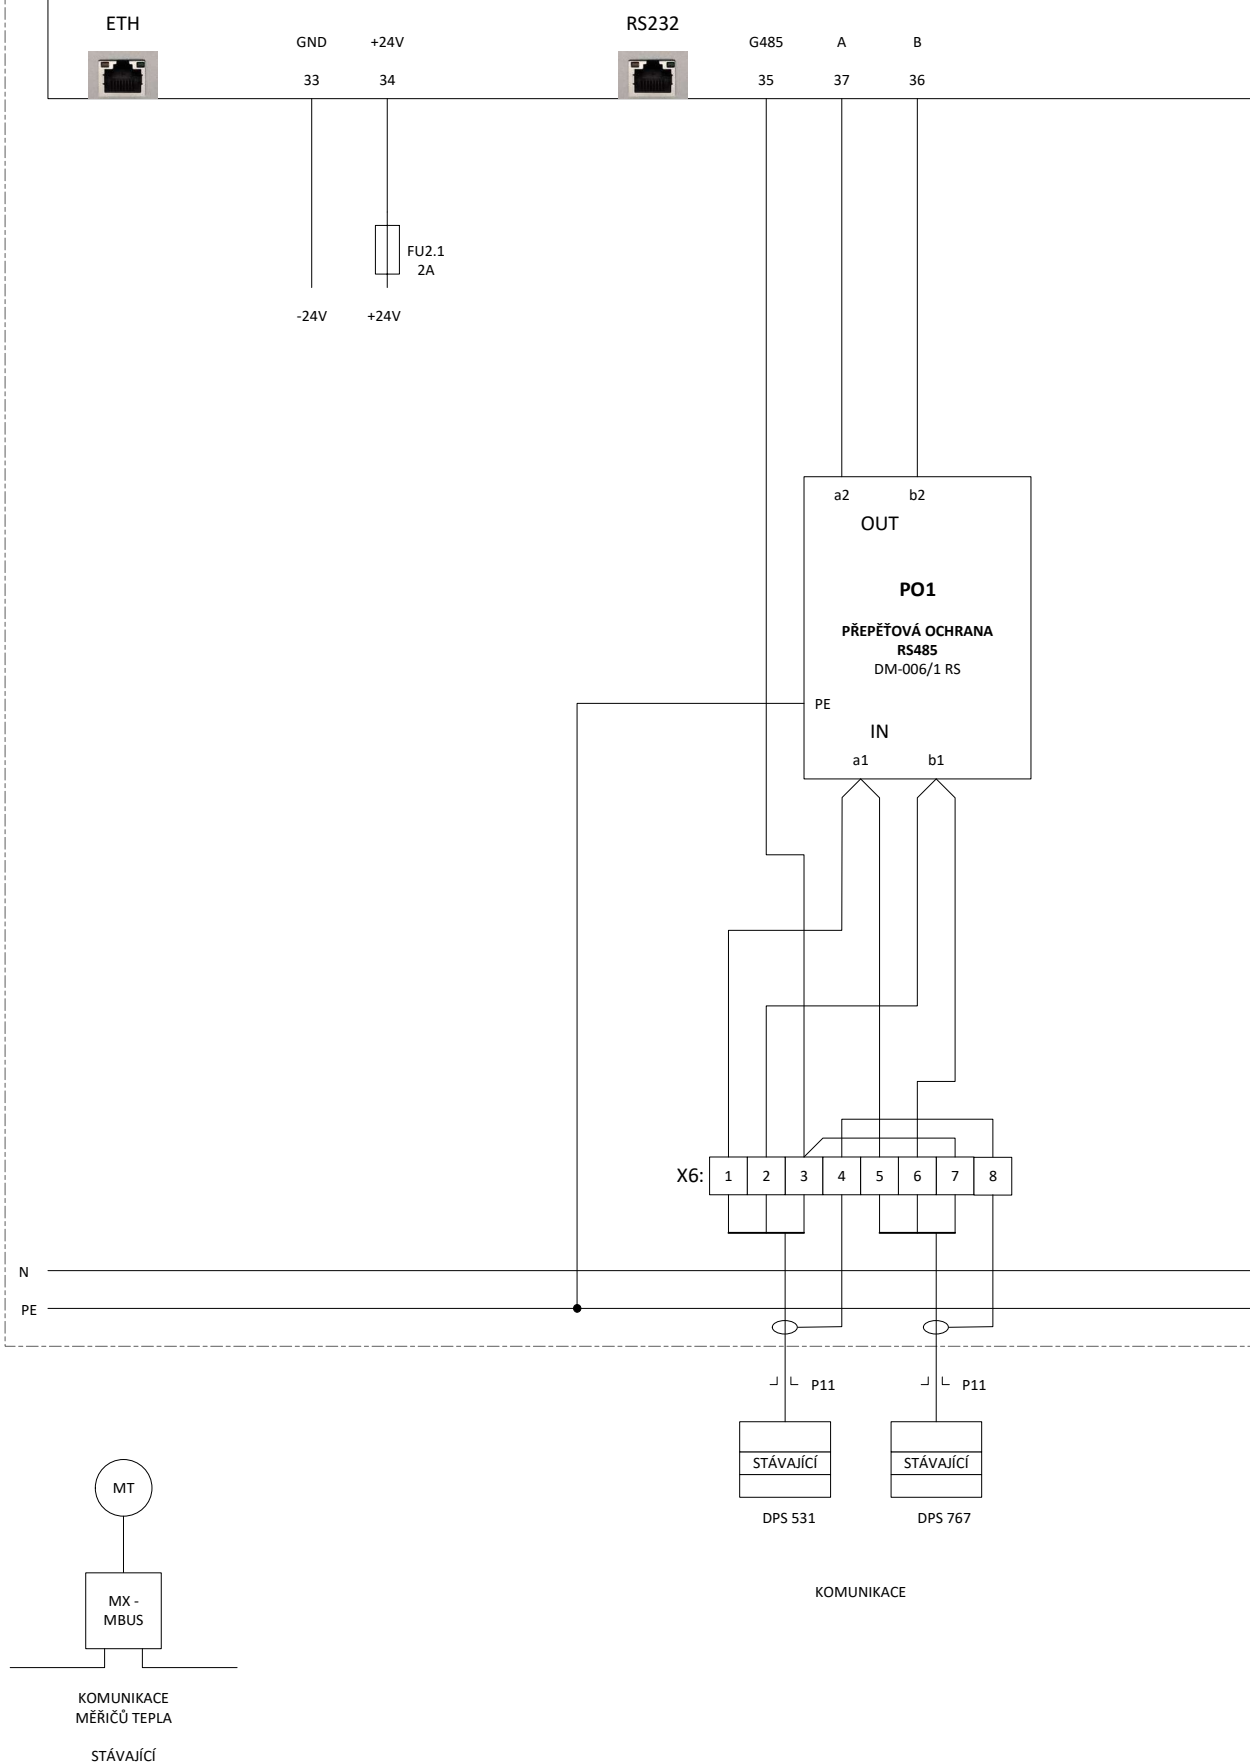 ETH
RS232
GND
+24V
G485
A
B
33
34
35
37
36
FU2.1
2A
-24V
+24V
a2
b2
OUT
PO1
PŘEPĚŤOVÁ OCHRANA
RS485
DM-006/1 RS
PE
IN
a1
b1
X6:
1
2
3
4
5
6
7
8
N
PE
P11
P11
STÁVAJÍCÍ
STÁVAJÍCÍ
DPS 531
DPS 767
MT
KOMUNIKACE
MX -
MBUS
KOMUNIKACE
MĚŘIČŮ TEPLA
STÁVAJÍCÍ